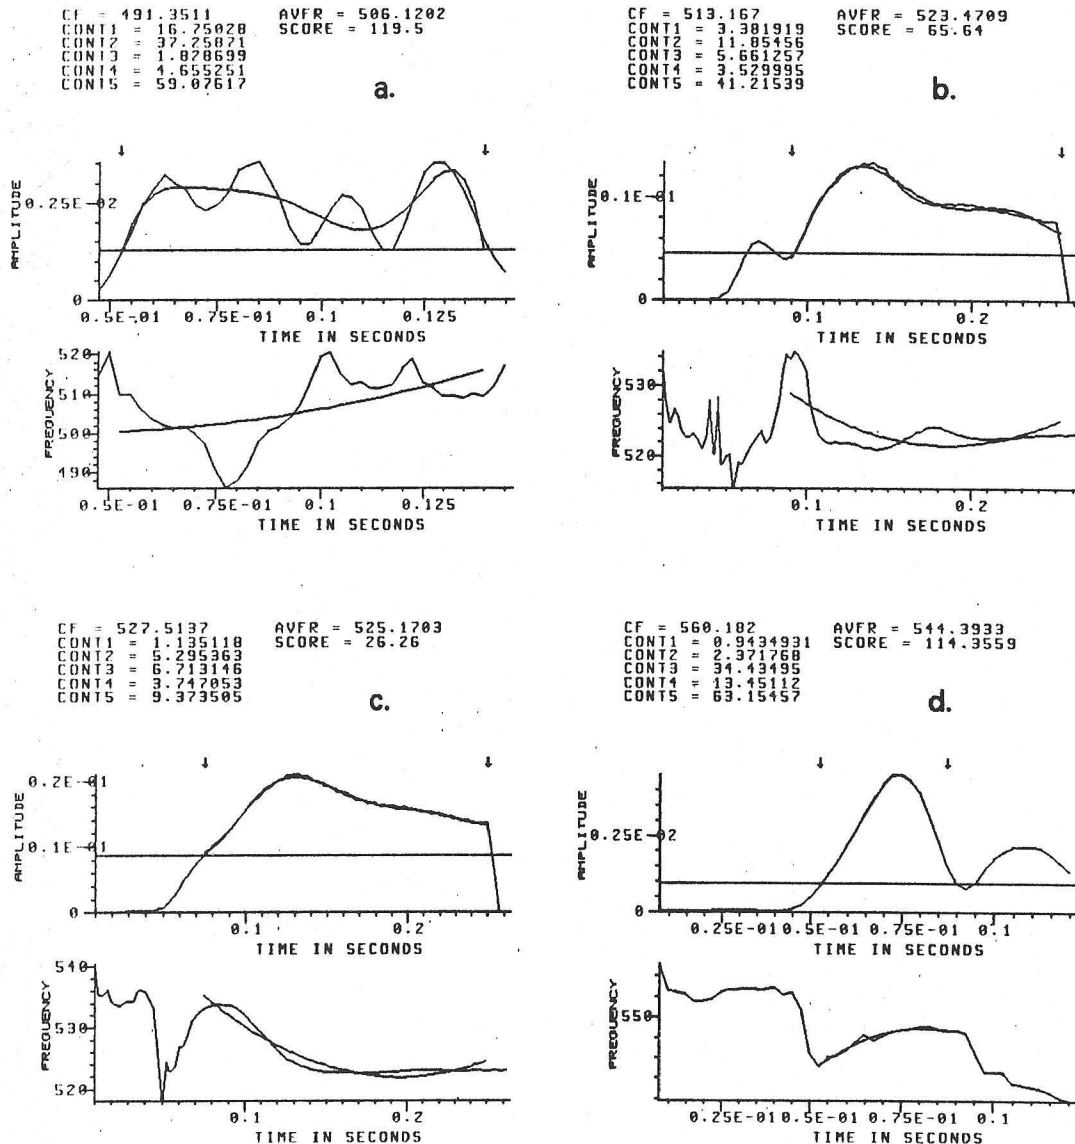 CF = 491.3511 AVFR = 506.1202
CONT1 = 16.75028 SCORE = 119.5
CONT2 = 37.25871
CONT3 = 1.828699
CONT4 = 4.655251
CONT5 = 59.07617
a.
AMPLITUDE
0.25E-02
0
0.5E-01 0.75E-01 0.1 0.125
TIME IN SECONDS
FREQUENCY
520
510
500
490
0.5E-01 0.75E-01 0.1 0.125
TIME IN SECONDS
CF = 513.167 AVFR = 523.4709
CONT1 = 3.381919 SCORE = 65.64
CONT2 = 11.85456
CONT3 = 5.661257
CONT4 = 3.529995
CONT5 = 41.21539
b.
AMPLITUDE
0.1E-01
0
0.1 0.2
TIME IN SECONDS
FREQUENCY
530
520
0.1 0.2
TIME IN SECONDS
CF = 527.5137 AVFR = 525.1703
CONT1 = 1.135118 SCORE = 26.26
CONT2 = 5.295363
CONT3 = 6.713146
CONT4 = 3.747053
CONT5 = 9.373505
c.
AMPLITUDE
0.2E-01
0.1E-01
0
0.1 0.2
TIME IN SECONDS
FREQUENCY
540
530
520
0.1 0.2
TIME IN SECONDS
CF = 560.182 AVFR = 544.3933
CONT1 = 0.9434931 SCORE = 114.3559
CONT2 = 2.371768
CONT3 = 34.43495
CONT4 = 13.45112
CONT5 = 63.15457
d.
AMPLITUDE
0.25E-02
0
0.25E-01 0.5E-01 0.75E-01 0.1
TIME IN SECONDS
FREQUENCY
550
0.25E-01 0.5E-01 0.75E-01 0.1
TIME IN SECONDS